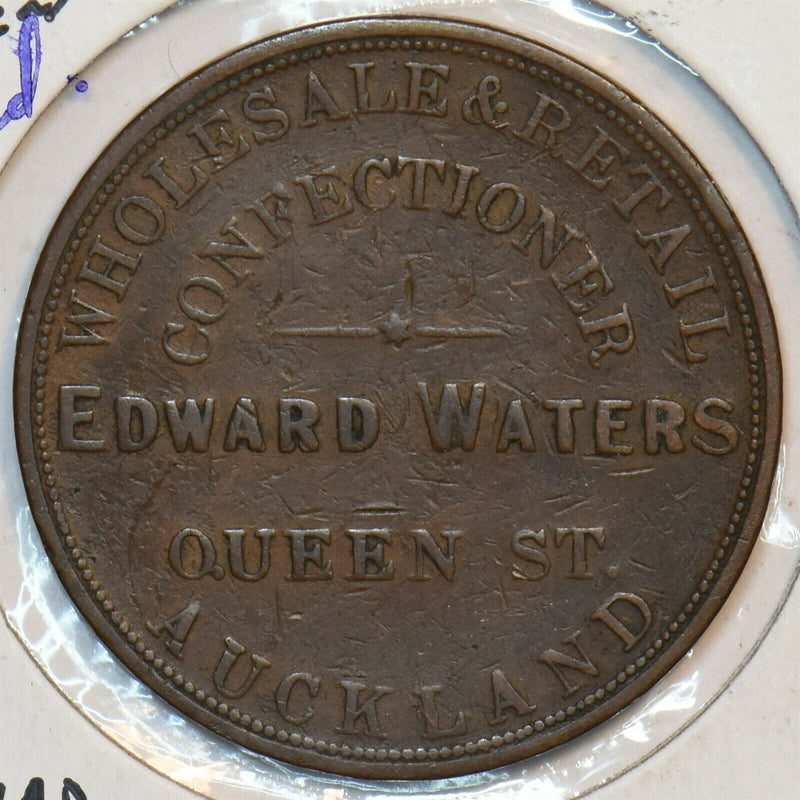 WHOLESALE & RETAIL
CONFECTIONER
EDWARD WATERS
QUEEN ST.
AUCKLAND